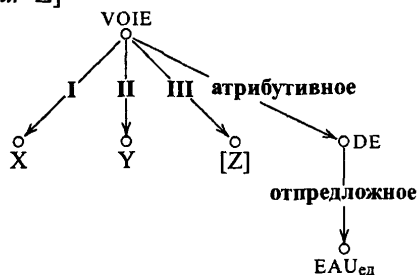 Z]
VOIE
I II III атрибутивное
X Y [Z] DE
отпредложное
EAUед